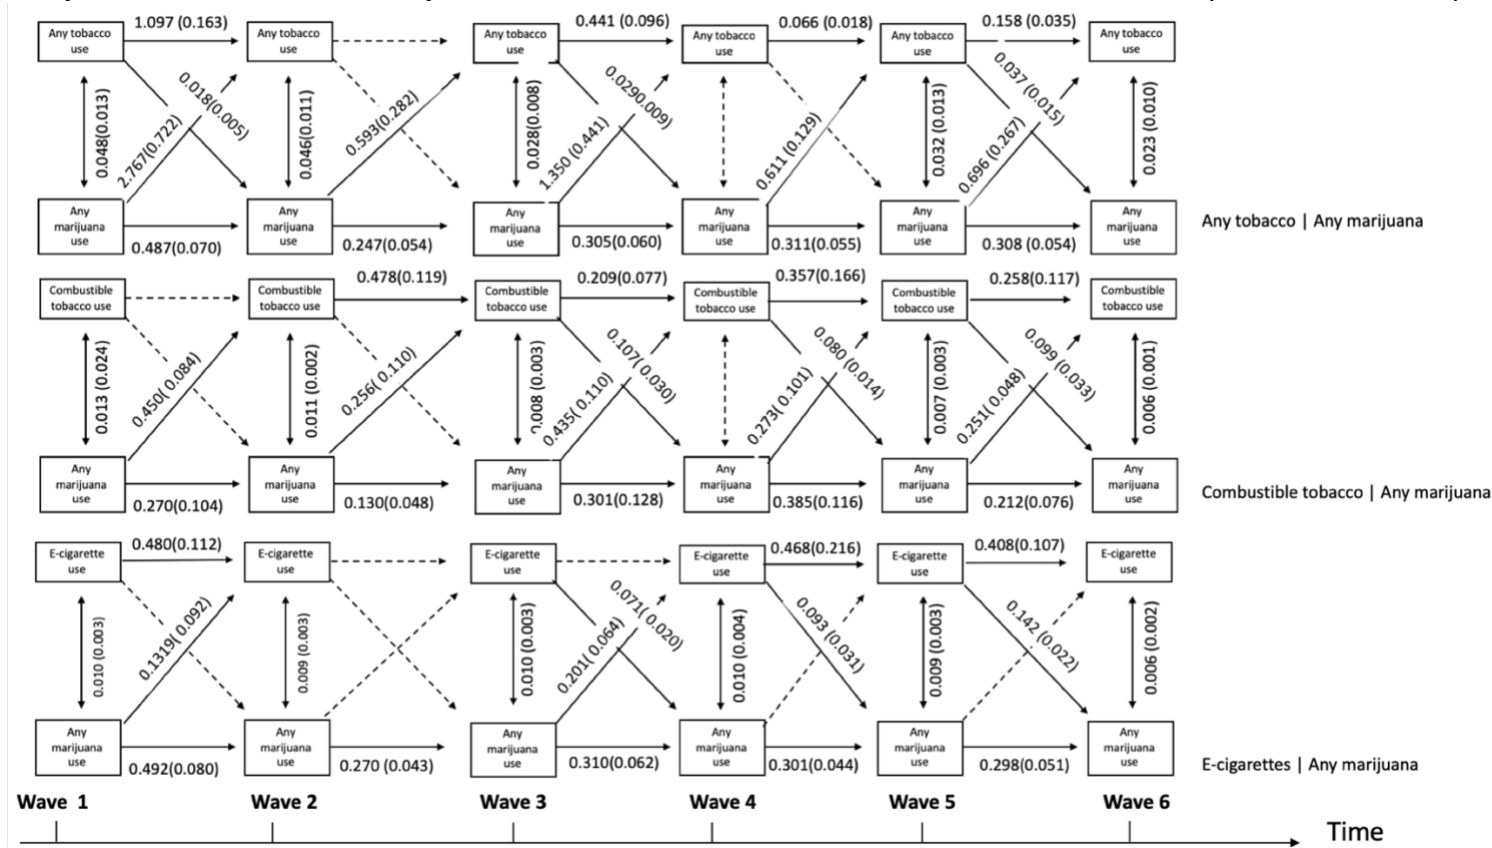 1.097 (0.163)
0.441 (0.096)
0.066 (0.018)
0.158 (0.035)
Any tobacco
use
Any tobacco
use
Any tobacco
use
Any tobacco
use
Any tobacco
use
Any tobacco
use
0.048(0.013)
2.767(0.722)
0.018(0.005)
0.046(0.011)
0.593(0.282)
0.028(0.008)
1.350 (0.441)
0.0290.009)
0.611 (0.129)
0.032 (0.013)
0.696 (0.267)
0.037 (0.015)
0.023 (0.010)
Any
marijuana
use
Any
marijuana
use
Any
marijuana
use
Any
marijuana
use
Any
marijuana
use
Any
marijuana
use
Any tobacco | Any marijuana
0.487(0.070)
0.247(0.054)
0.305(0.060)
0.311(0.055)
0.308 (0.054)
0.478(0.119)
0.209(0.077)
0.357(0.166)
0.258(0.117)
Combustible
tobacco use
Combustible
tobacco use
Combustible
tobacco use
Combustible
tobacco use
Combustible
tobacco use
Combustible
tobacco use
0.013 (0.024)
0.450( 0.084)
0.011 (0.002)
0.256( 0.110)
.008 (0.003)
0.435( 0.110)
0.107( 0.030)
0.273( 0.101)
0.080 (0.014)
0.007 (0.003)
0.251( 0.048)
0.099 (0.033)
0.006 (0.001)
Any
marijuana
use
Any
marijuana
use
Any
marijuana
use
Any
marijuana
use
Any
marijuana
use
Any
marijuana
use
Combustible tobacco | Any marijuana
0.270(0.104)
0.130(0.048)
0.301(0.128)
0.385(0.116)
0.212(0.076)
0.480(0.112)
0.468(0.216)
0.408(0.107)
E-cigarette
use
E-cigarette
use
E-cigarette
use
E-cigarette
use
E-cigarette
use
E-cigarette
use
0.010 (0.003)
0.1319( 0.092)
0.009 (0.003)
0.010 (0.003)
0.201( 0.064)
0.071( 0.020)
0.010 (0.004)
0.093 (0.031)
0.009 (0.003)
0.142 (0.022)
0.006 (0.002)
Any
marijuana
use
Any
marijuana
use
Any
marijuana
use
Any
marijuana
use
Any
marijuana
use
Any
marijuana
use
E-cigarettes | Any marijuana
0.492(0.080)
0.270 (0.043)
0.310(0.062)
0.301(0.044)
0.298(0.051)
Wave 1
Wave 2
Wave 3
Wave 4
Wave 5
Wave 6
Time